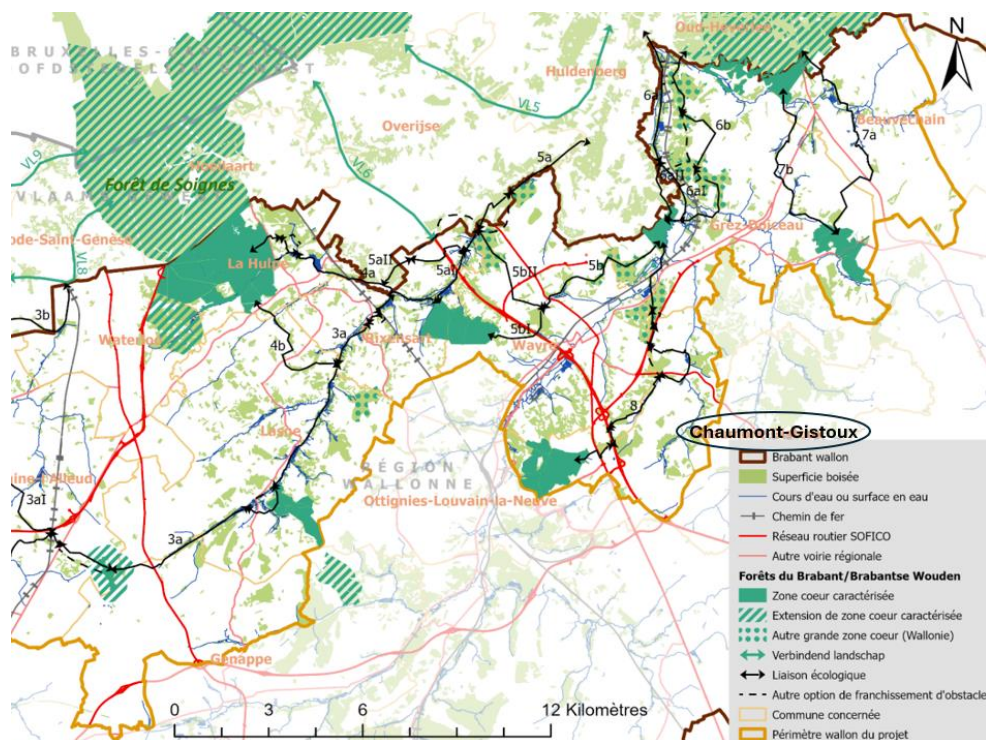 BRUXELLES-CAPITALE
Oud-Heverlee
N
Huldenberg
VL5
6a
Overijse
6b
Beauvechain
7a
5a
VL6
VL9
Hoeilaart
Forêt de Soignes
7b
6aII
6aI
Grez-Doiceau
VL8
La Hulpe
5aII
4a
5aI
5bII
5b
3b
Waterloo
3a
Rixensart
5bI
Wavre
4b
8
Lasne
Chaumont-Gistoux
RÉGION
WALLONNE
Ottignies-Louvain-la-Neuve
3aI
3a
Genappe
0 3 6 12 Kilomètres
Brabant wallon
Superficie boisée
Cours d'eau ou surface en eau
Chemin de fer
Réseau routier SOFICO
Autre voirie régionale
Forêts du Brabant/Brabantse Wouden
Zone coeur caractérisée
Extension de zone coeur caractérisée
Autre grande zone coeur (Wallonie)
Verbindend landschap
Liaison écologique
Autre option de franchissement d'obstacle
Commune concernée
Périmètre wallon du projet